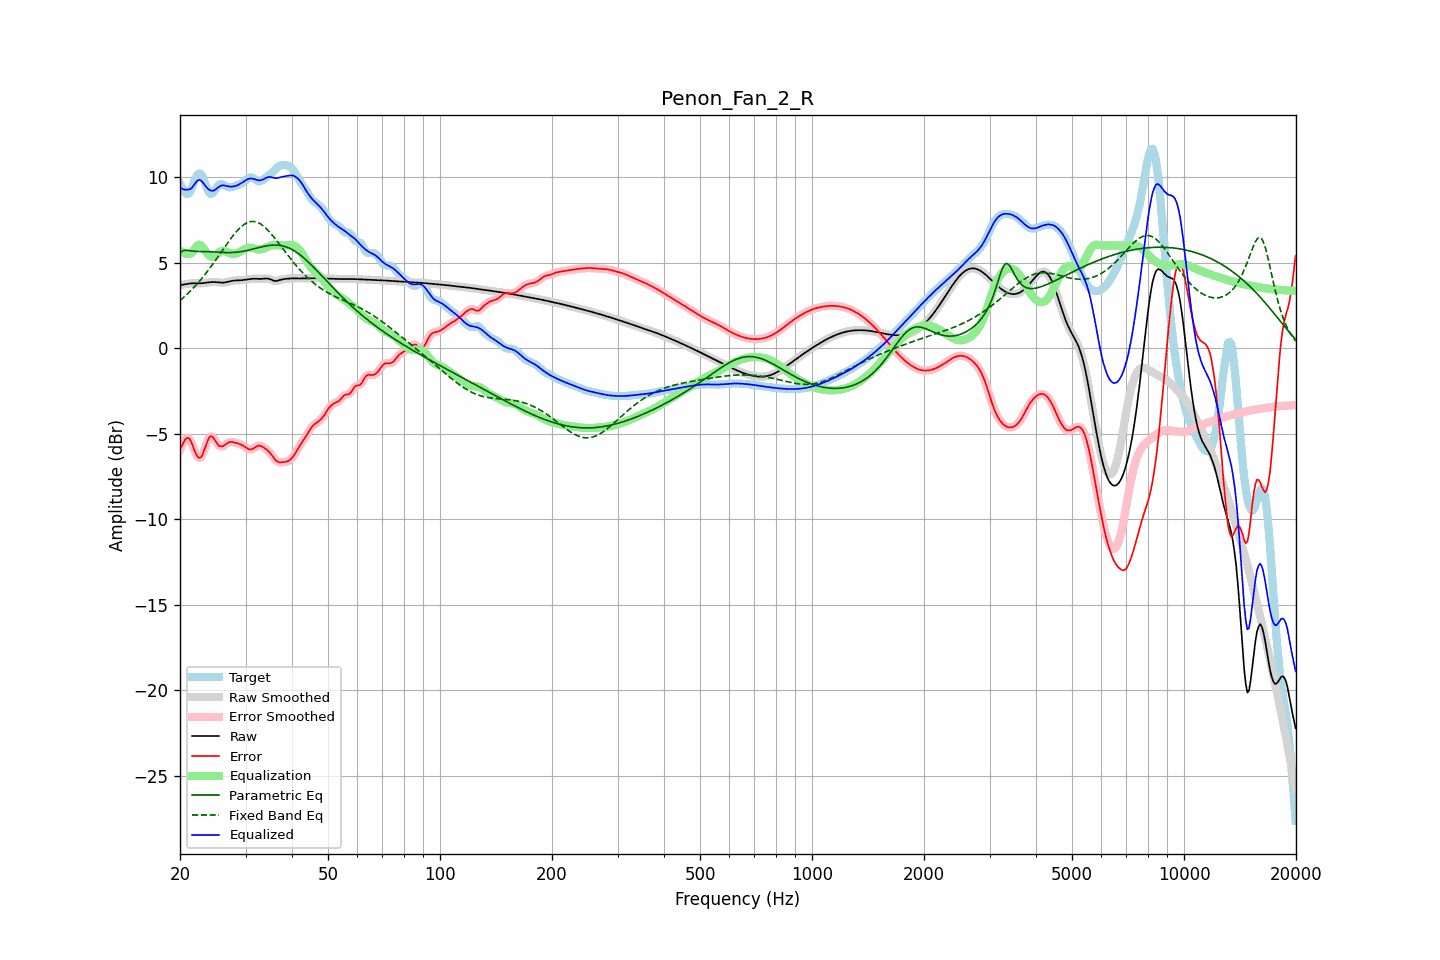 Penon_Fan_2_R
Amplitude (dBr)
10
5
0
−5
−10
−15
−20
−25
Target
Raw Smoothed
Error Smoothed
Raw
Error
Equalization
Parametric Eq
Fixed Band Eq
Equalized
20 50 100 200 500 1000 2000 5000 10000 20000
Frequency (Hz)